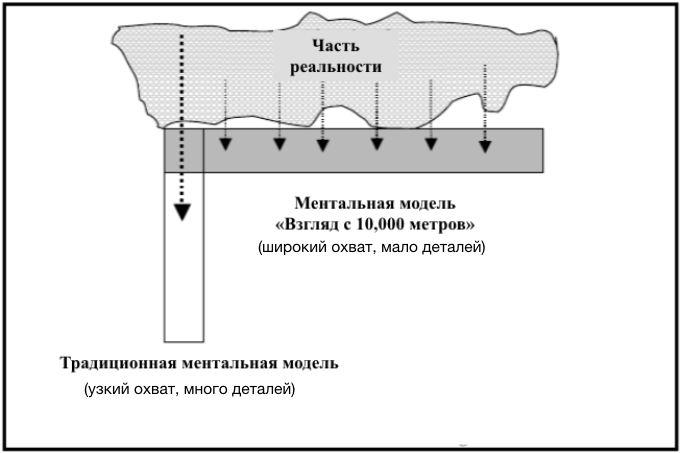 Часть
реальности
Ментальная модель
«Взгляд с 10,000 метров»
(широкий охват, мало деталей)
Традиционная ментальная модель
(узкий охват, много деталей)